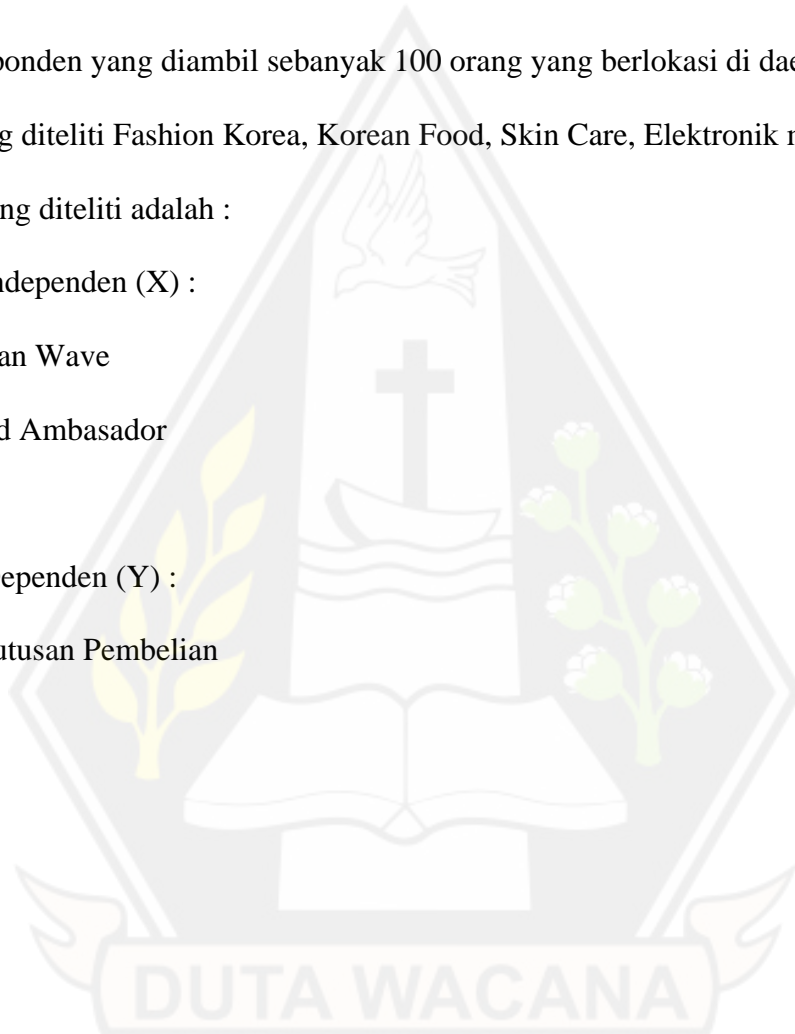 ponden yang diambil sebanyak 100 orang yang berlokasi di dae
g diteliti Fashion Korea, Korean Food, Skin Care, Elektronik
ng diteliti adalah :
ndependen (X) :
an Wave
d Ambasador
ependen (Y) :
utusan Pembelian
DUTA WACANA